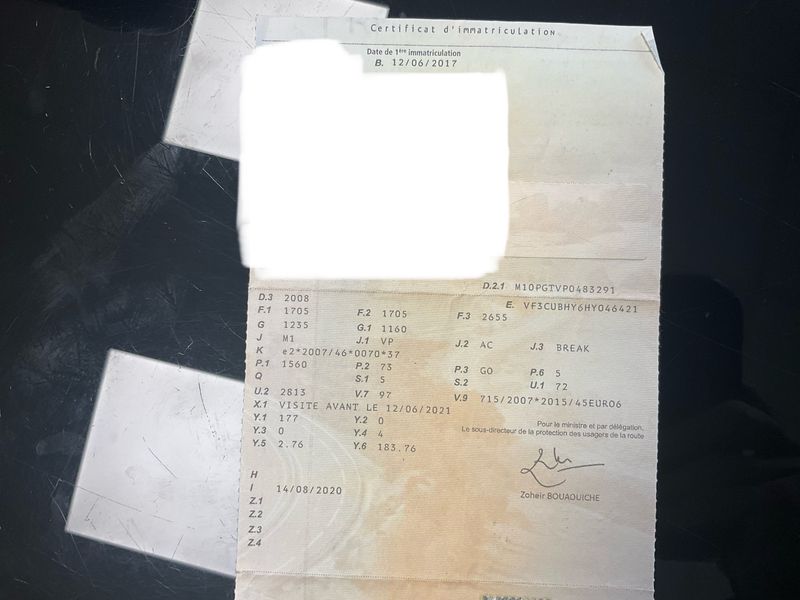 Certificat d'immatriculation
Date de 1ère immatriculation
B. 12/06/2017
D.2.1 M10PGTVP0483291
D.3 2008
E. VF3CUBHY6HY046421
F.1 1705 F.2 1705 F.3 2655
G 1235 G.1 1160
J M1 J.1 VP J.2 AC J.3 BREAK
K e2*2007/46*0070*37
P.1 1560 P.2 73 P.3 GO P.6 5
Q S.1 5 S.2 U.1 72
U.2 2813 V.7 97 V.9 715/2007*2015/45EURO6
X.1 VISITE AVANT LE 12/06/2021
Y.1 177 Y.2 0
Y.3 0 Y.4 4
Y.5 2.76 Y.6 183.76
Pour le ministre et par délégation,
Le sous-directeur de la protection des usagers de la route
Zoheir BOUAOUICHE
H
I 14/08/2020
Z.1
Z.2
Z.3
Z.4